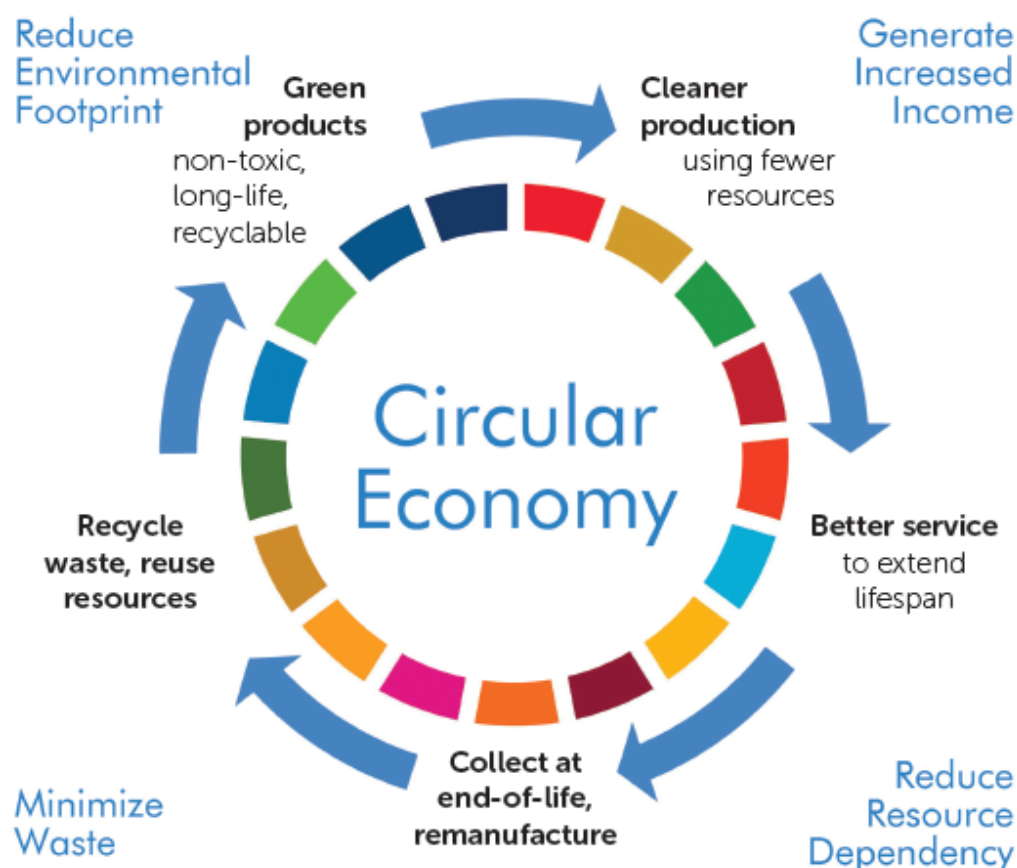 Reduce
Environmental
Footprint
Generate
Increased
Income
Green
products
non-toxic,
long-life,
recyclable
Cleaner
production
using fewer
resources
Circular
Economy
Better service
to extend
lifespan
Collect at
end-of-life,
remanufacture
Recycle
waste, reuse
resources
Minimize
Waste
Reduce
Resource
Dependency